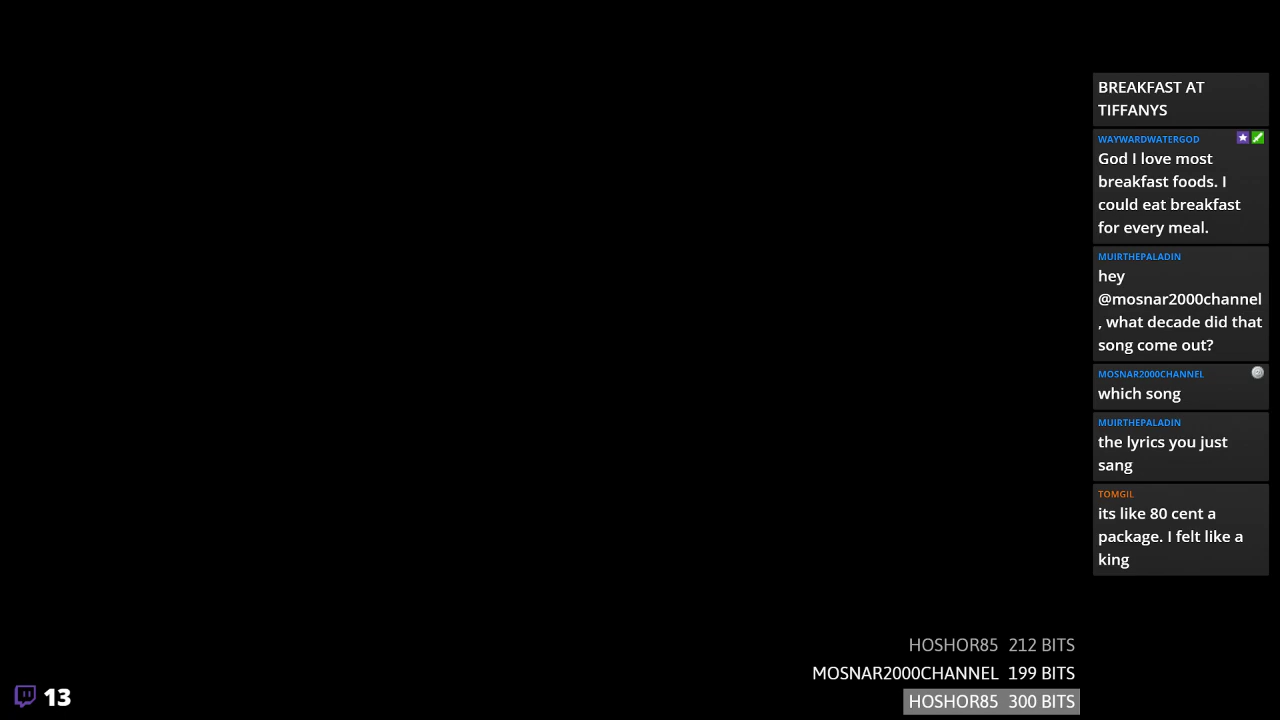 BREAKFAST AT
TIFFANYS
WAYWARDWATERGOD
God I love most
breakfast foods. I
could eat breakfast
for every meal.
MUIRTHEPALADIN
hey
@mosnar2000channel
, what decade did that
song come out?
MOSNAR2000CHANNEL
which song
MUIRTHEPALADIN
the lyrics you just
sang
TOMGIL
its like 80 cent a
package. I felt like a
king
HOSHOR85 212 BITS
MOSNAR2000CHANNEL 199 BITS
HOSHOR85 300 BITS
13